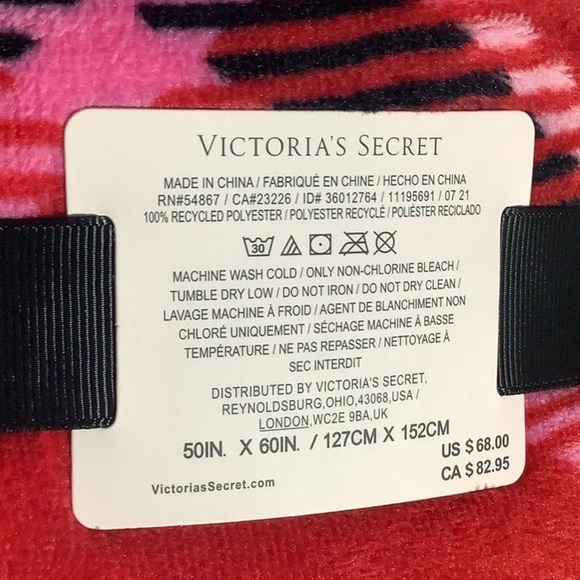 VICTORIA'S SECRET
MADE IN CHINA / FABRIQUÉ EN CHINE / HECHO EN CHINA
RN#54867 / CA#23226 / ID# 36012764 / 11195691 / 07 21
100% RECYCLED POLYESTER / POLYESTER RECYCLÉ / POLIÉSTER RECICLADO
30
MACHINE WASH COLD / ONLY NON-CHLORINE BLEACH /
TUMBLE DRY LOW / DO NOT IRON / DO NOT DRY CLEAN /
LAVAGE MACHINE À FROID / AGENT DE BLANCHIMENT NON
CHLORÉ UNIQUEMENT / SÉCHAGE MACHINE À BASSE
TEMPÉRATURE / NE PAS REPASSER / NETTOYAGE À
SEC INTERDIT
DISTRIBUTED BY VICTORIA'S SECRET,
REYNOLDSBURG,OHIO,43068,USA /
LONDON,WC2E 9BA,UK
50IN. X 60IN. / 127CM X 152CM
US $ 68.00
CA $ 82.95
VictoriasSecret.com